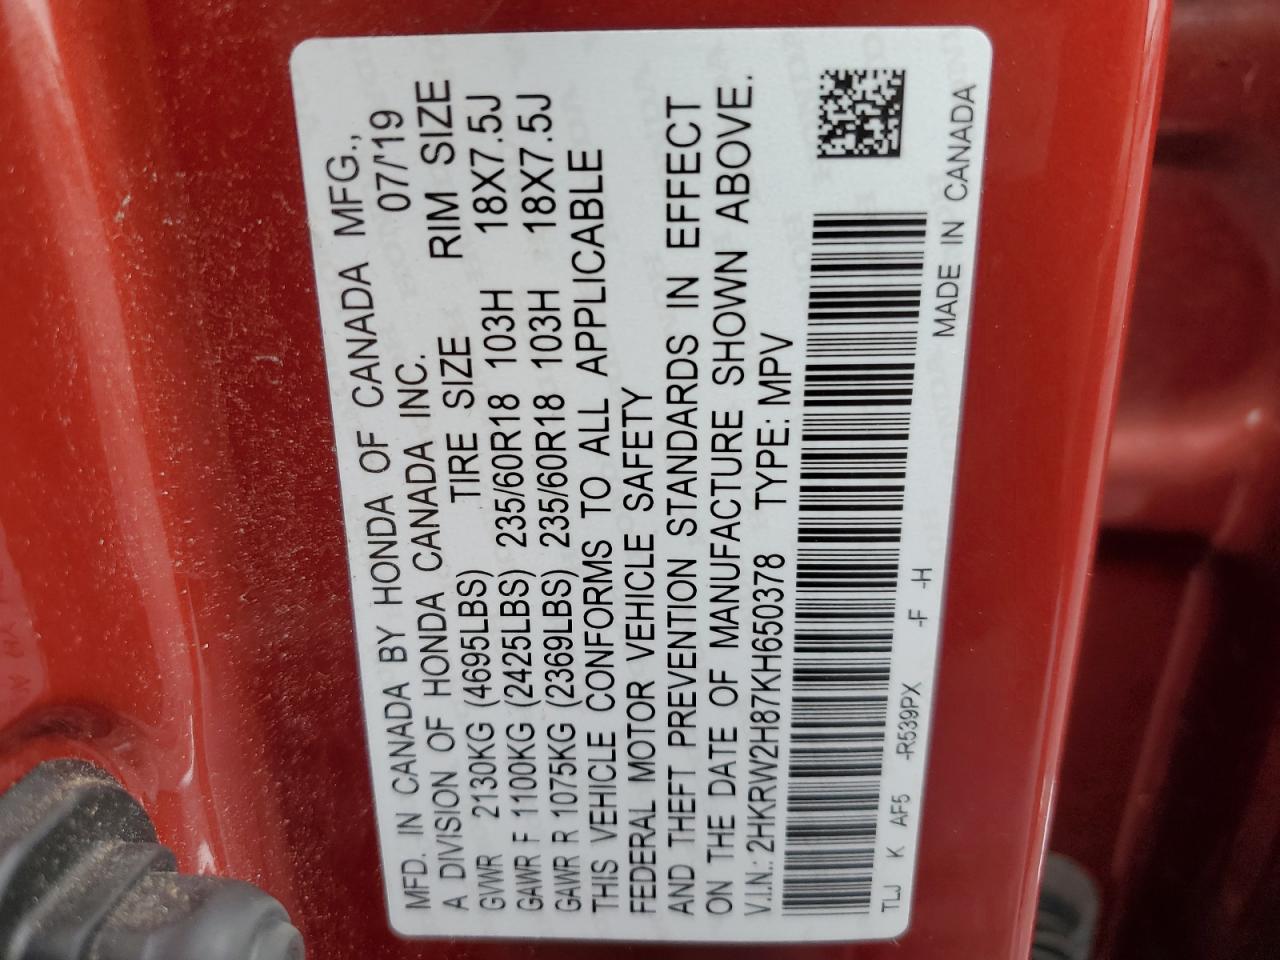 MFD. IN CANADA BY HONDA OF CANADA MFG.,
A DIVISION OF HONDA CANADA INC. 07/'19
GVWR 2130KG (4695LBS) TIRE SIZE RIM SIZE
GAWR F 1100KG (2425LBS) 235/60R18 103H 18X7.5J
GAWR R 1075KG (2369LBS) 235/60R18 103H 18X7.5J
THIS VEHICLE CONFORMS TO ALL APPLICABLE
FEDERAL MOTOR VEHICLE SAFETY
AND THEFT PREVENTION STANDARDS IN EFFECT
ON THE DATE OF MANUFACTURE SHOWN ABOVE.
V.I.N.: 2HKRW2H87KH650378 TYPE: MPV
TLJ K AF5 -R539PX -F -H
MADE IN CANADA